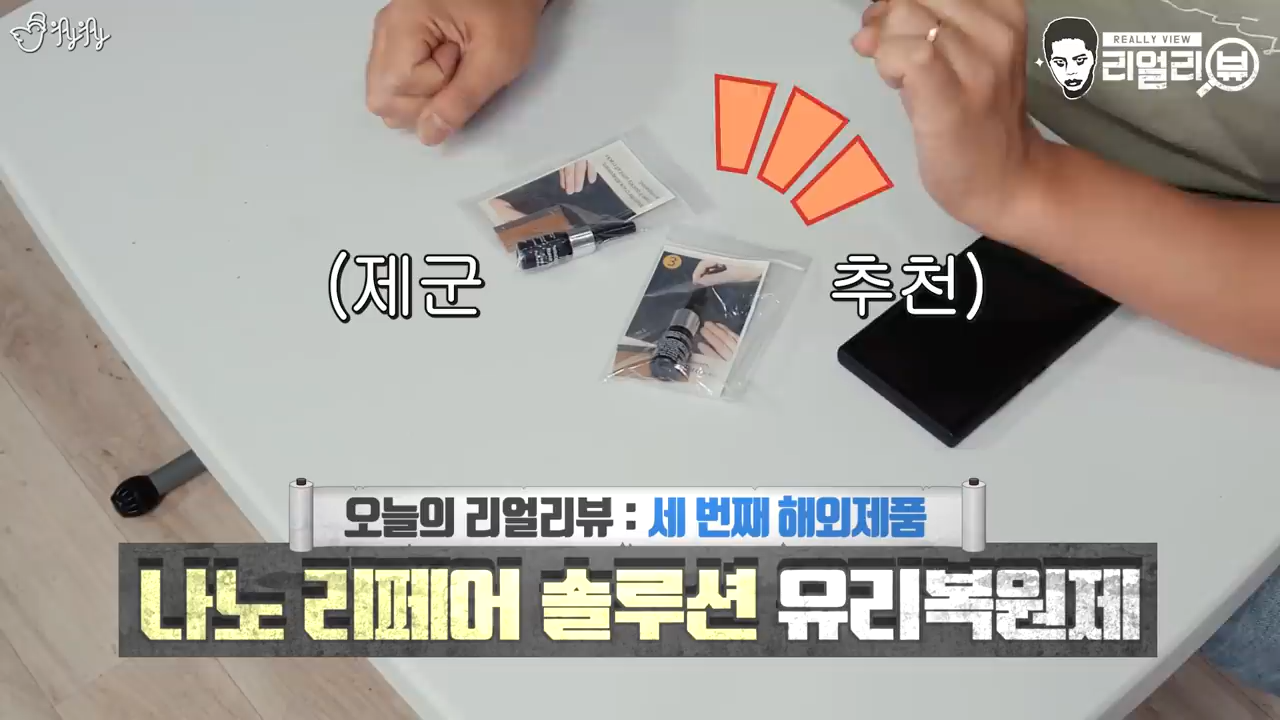 REALLY VIEW
리얼리뷰
(제군 추천)
3
오늘의 리얼리뷰 : 세 번째 해외제품
나노 리페어 솔루션 유리복원제